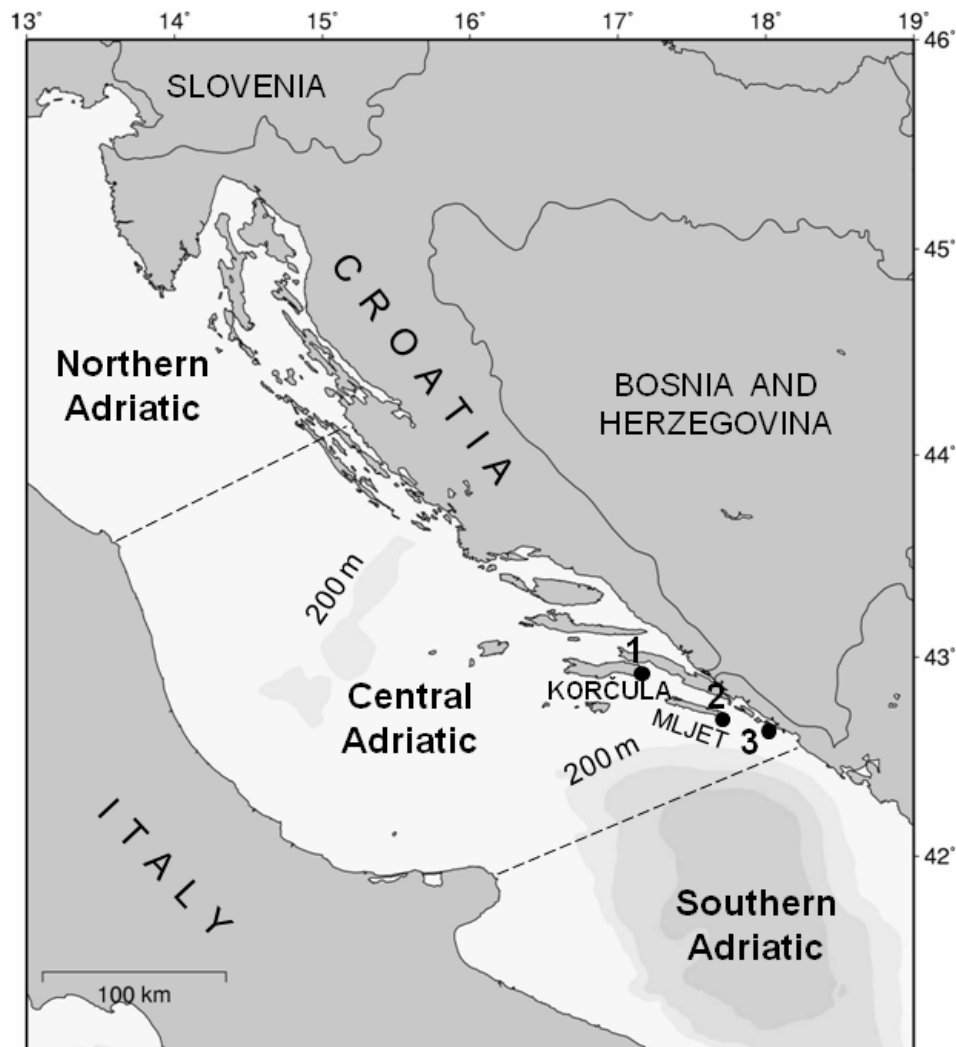 13° 14° 15° 16° 17° 18° 19°
46°
SLOVENIA
45°
CROATIA
Northern
Adriatic
BOSNIA AND
HERZEGOVINA
44°
200 m
43°
1
KORČULA
2
MLJET
3
Central
Adriatic
200 m
42°
ITALY
Southern
Adriatic
100 km